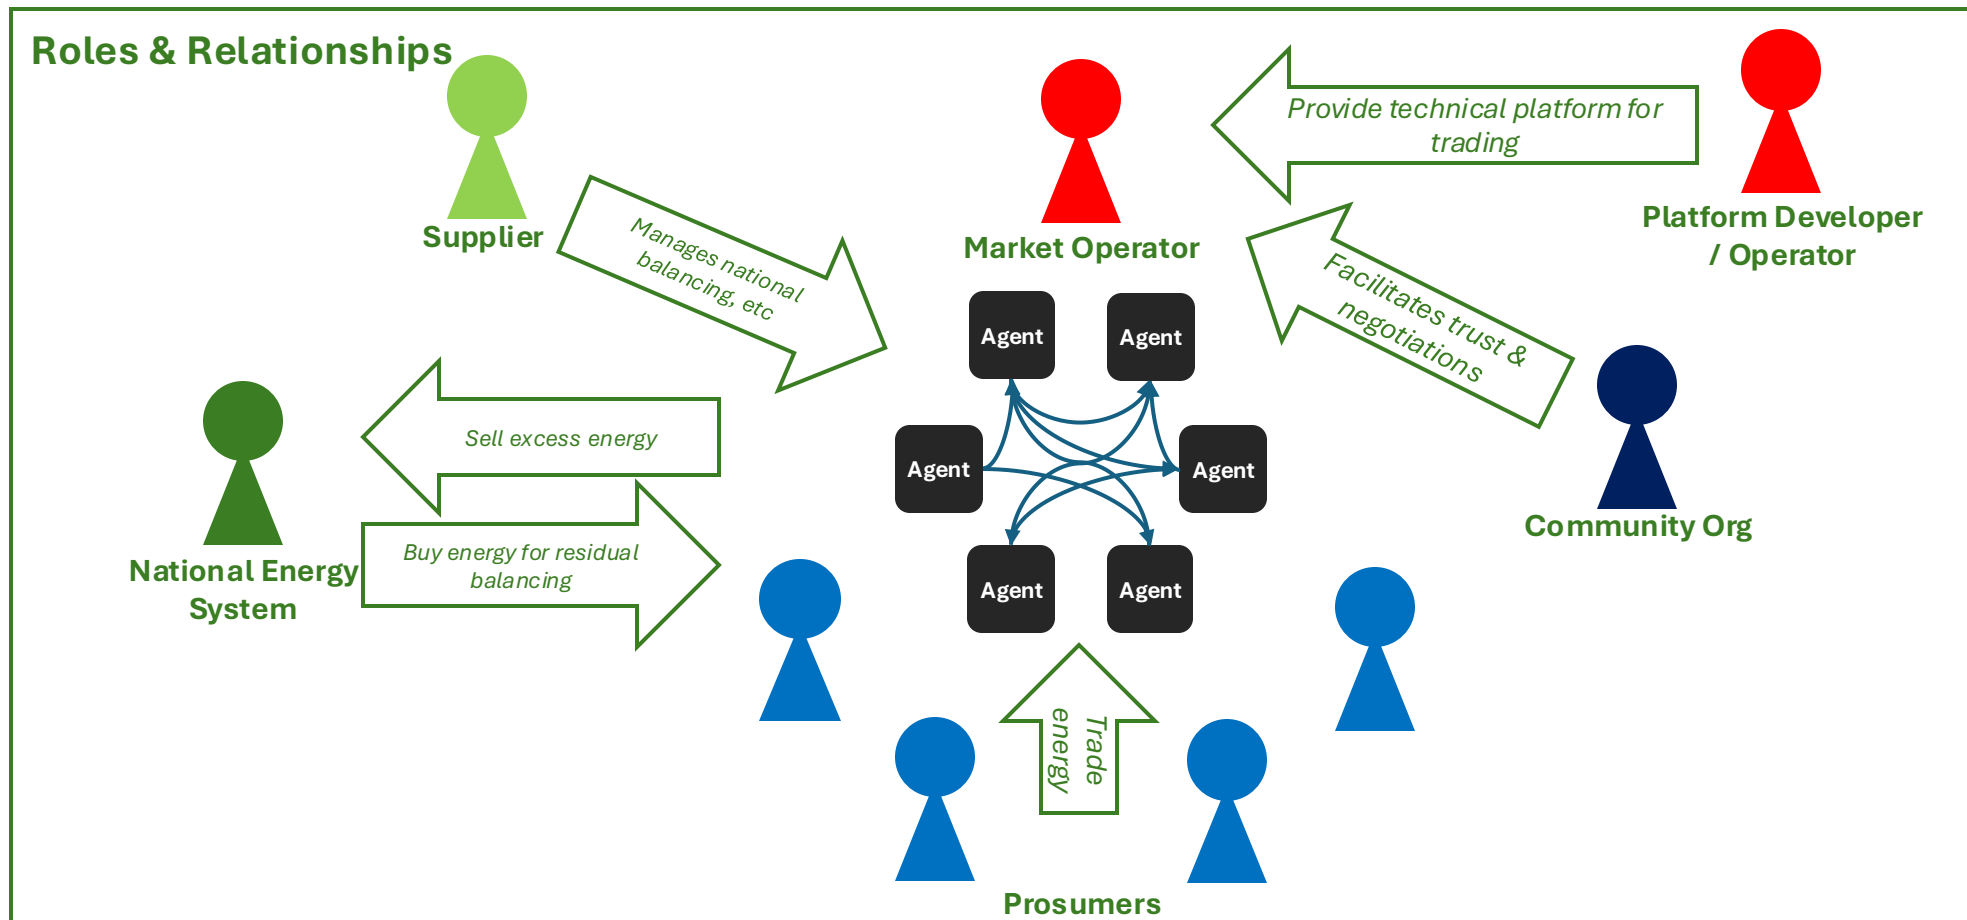 Roles & Relationships
Supplier
Manages national
balancing, etc
Market Operator
Provide technical platform for
trading
Platform Developer
/ Operator
Facilitates trust &
negotiations
Community Org
Agent
Agent
Agent
Agent
Agent
Agent
Sell excess energy
Buy energy for residual
balancing
National Energy
System
Trade
energy
Prosumers